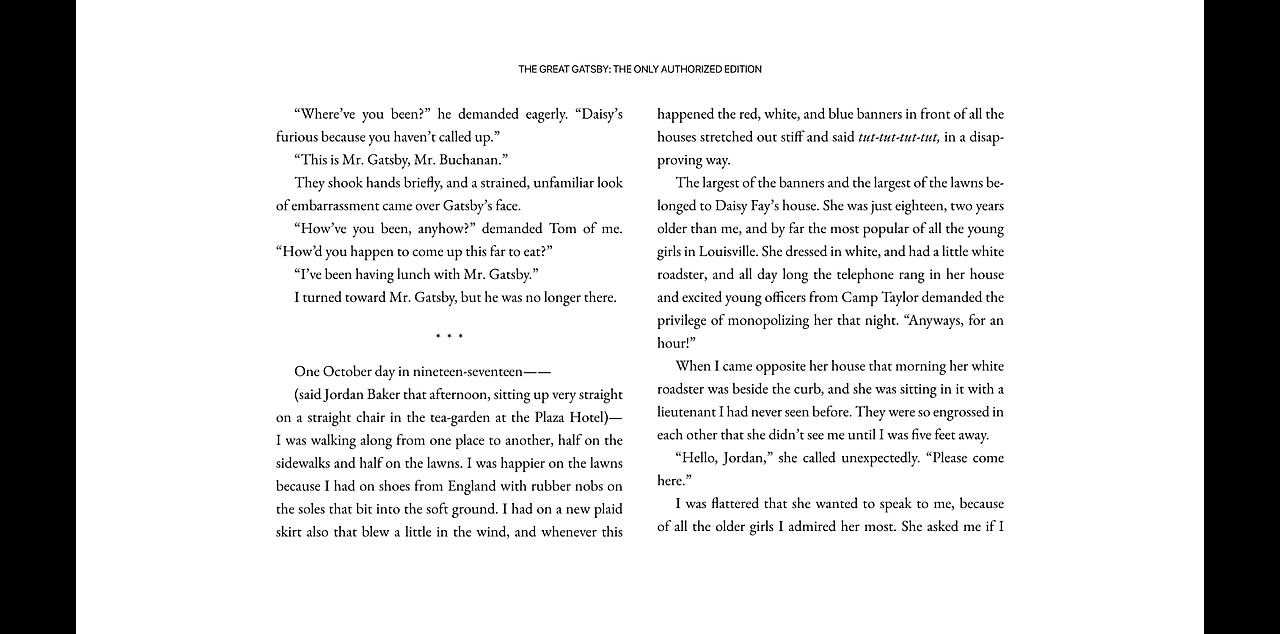 THE GREAT GATSBY: THE ONLY AUTHORIZED EDITION
“Where’ve you been?” he demanded eagerly. “Daisy’s
furious because you haven’t called up.”
“This is Mr. Gatsby, Mr. Buchanan.”
They shook hands briefly, and a strained, unfamiliar look
of embarrassment came over Gatsby’s face.
“How’ve you been, anyhow?” demanded Tom of me.
“How’d you happen to come up this far to eat?”
“I’ve been having lunch with Mr. Gatsby.”
I turned toward Mr. Gatsby, but he was no longer there.
* * *
One October day in nineteen-seventeen——
(said Jordan Baker that afternoon, sitting up very straight
on a straight chair in the tea-garden at the Plaza Hotel)—
I was walking along from one place to another, half on the
sidewalks and half on the lawns. I was happier on the lawns
because I had on shoes from England with rubber nobs on
the soles that bit into the soft ground. I had on a new plaid
skirt also that blew a little in the wind, and whenever this
happened the red, white, and blue banners in front of all the
houses stretched out stiff and said tut-tut-tut-tut, in a disap-
proving way.
The largest of the banners and the largest of the lawns be-
longed to Daisy Fay’s house. She was just eighteen, two years
older than me, and by far the most popular of all the young
girls in Louisville. She dressed in white, and had a little white
roadster, and all day long the telephone rang in her house
and excited young officers from Camp Taylor demanded the
privilege of monopolizing her that night. “Anyways, for an
hour!”
When I came opposite her house that morning her white
roadster was beside the curb, and she was sitting in it with a
lieutenant I had never seen before. They were so engrossed in
each other that she didn’t see me until I was five feet away.
“Hello, Jordan,” she called unexpectedly. “Please come
here.”
I was flattered that she wanted to speak to me, because
of all the older girls I admired her most. She asked me if I